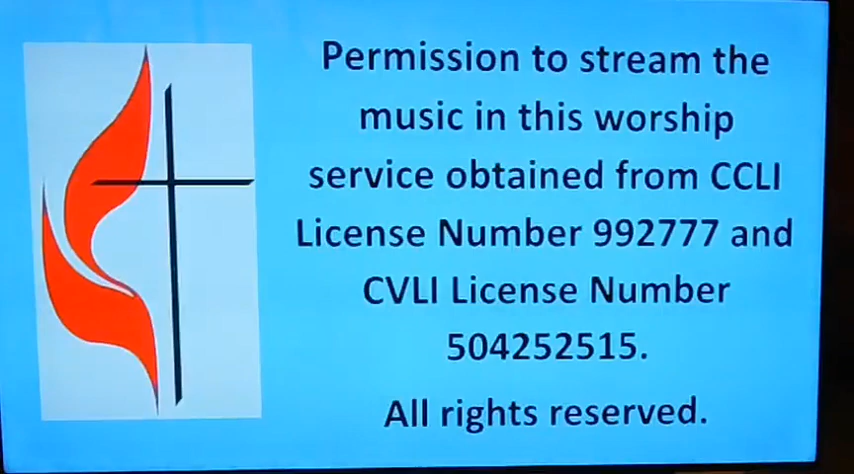 Permission to stream the
music in this worship
service obtained from CCLI
License Number 992777 and
CVLI License Number
504252515.
All rights reserved.